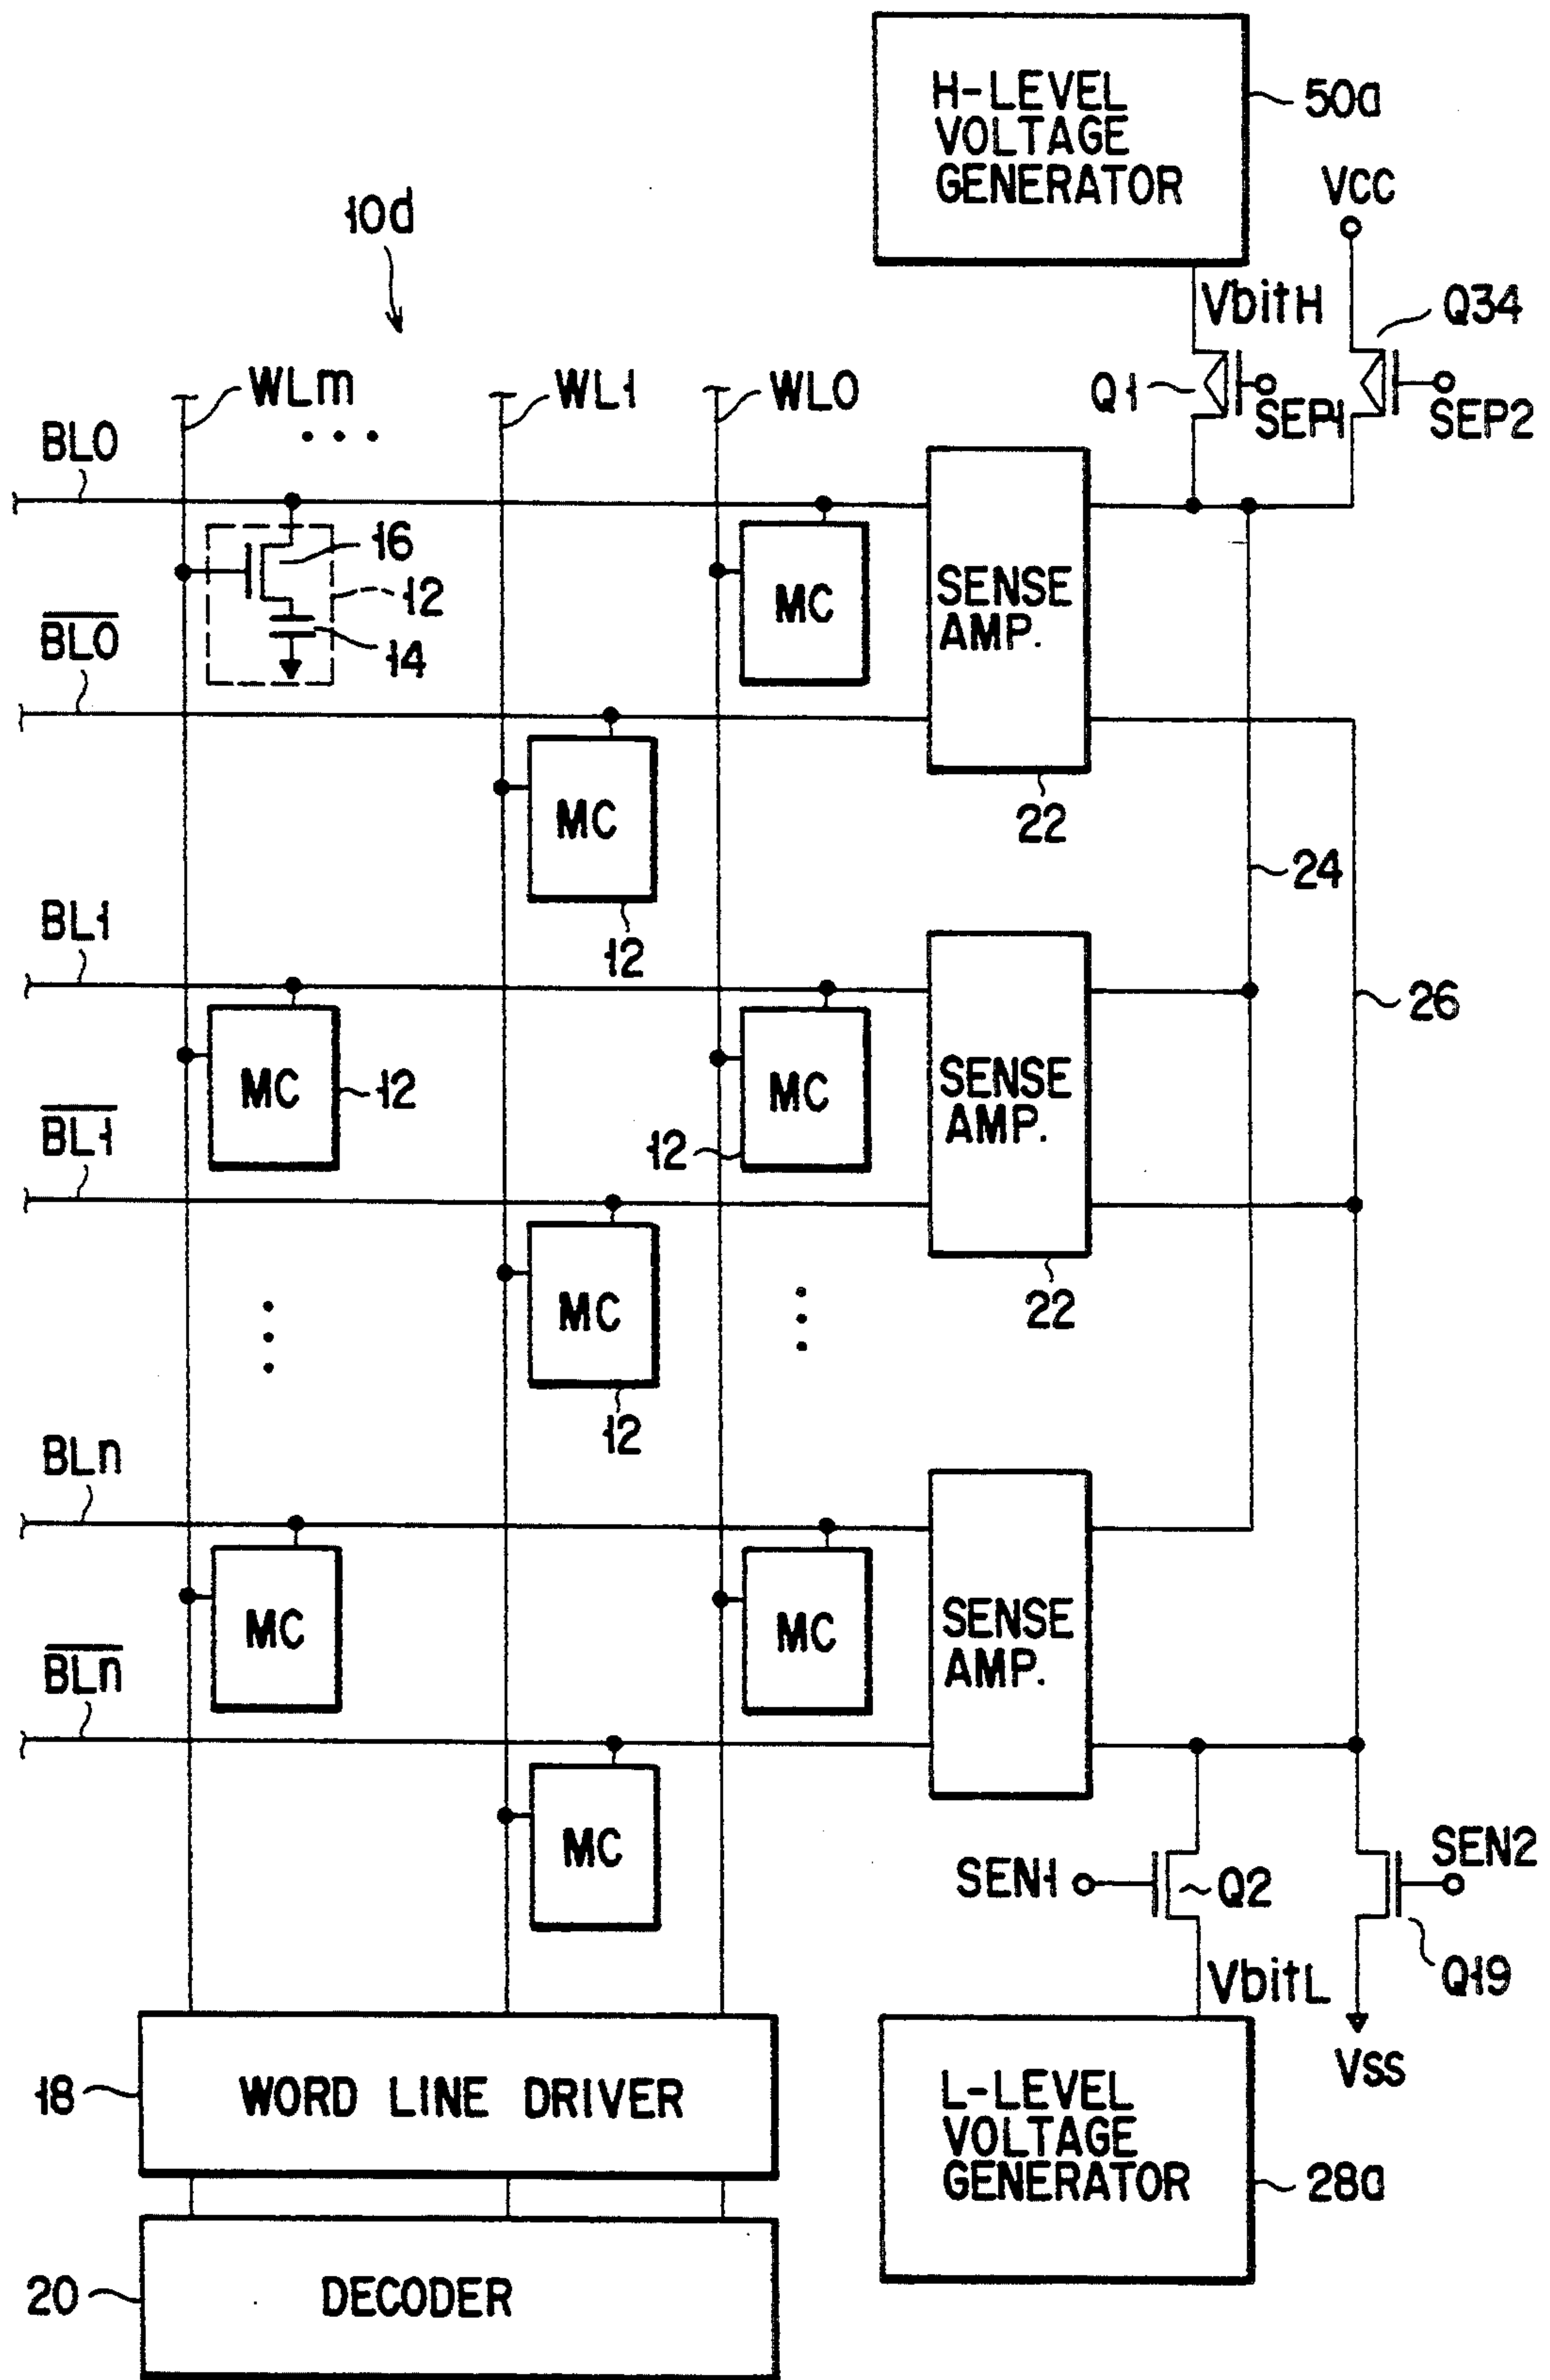 H-LEVEL
VOLTAGE
GENERATOR
50a
VCC
10d
VbitH
Q34
WLm
WL1
WL0
Q1
SEP1
SEP2
BL0
• • •
16
12
14
MC
SENSE
AMP.
BL0
MC
22
24
12
BL1
26
MC
12
MC
SENSE
AMP.
BL1
12
MC
22
12
BLn
MC
MC
SENSE
AMP.
BLn
MC
SEN1
Q2
SEN2
Q19
VbitL
VSS
18
WORD LINE DRIVER
L-LEVEL
VOLTAGE
GENERATOR
28a
20
DECODER